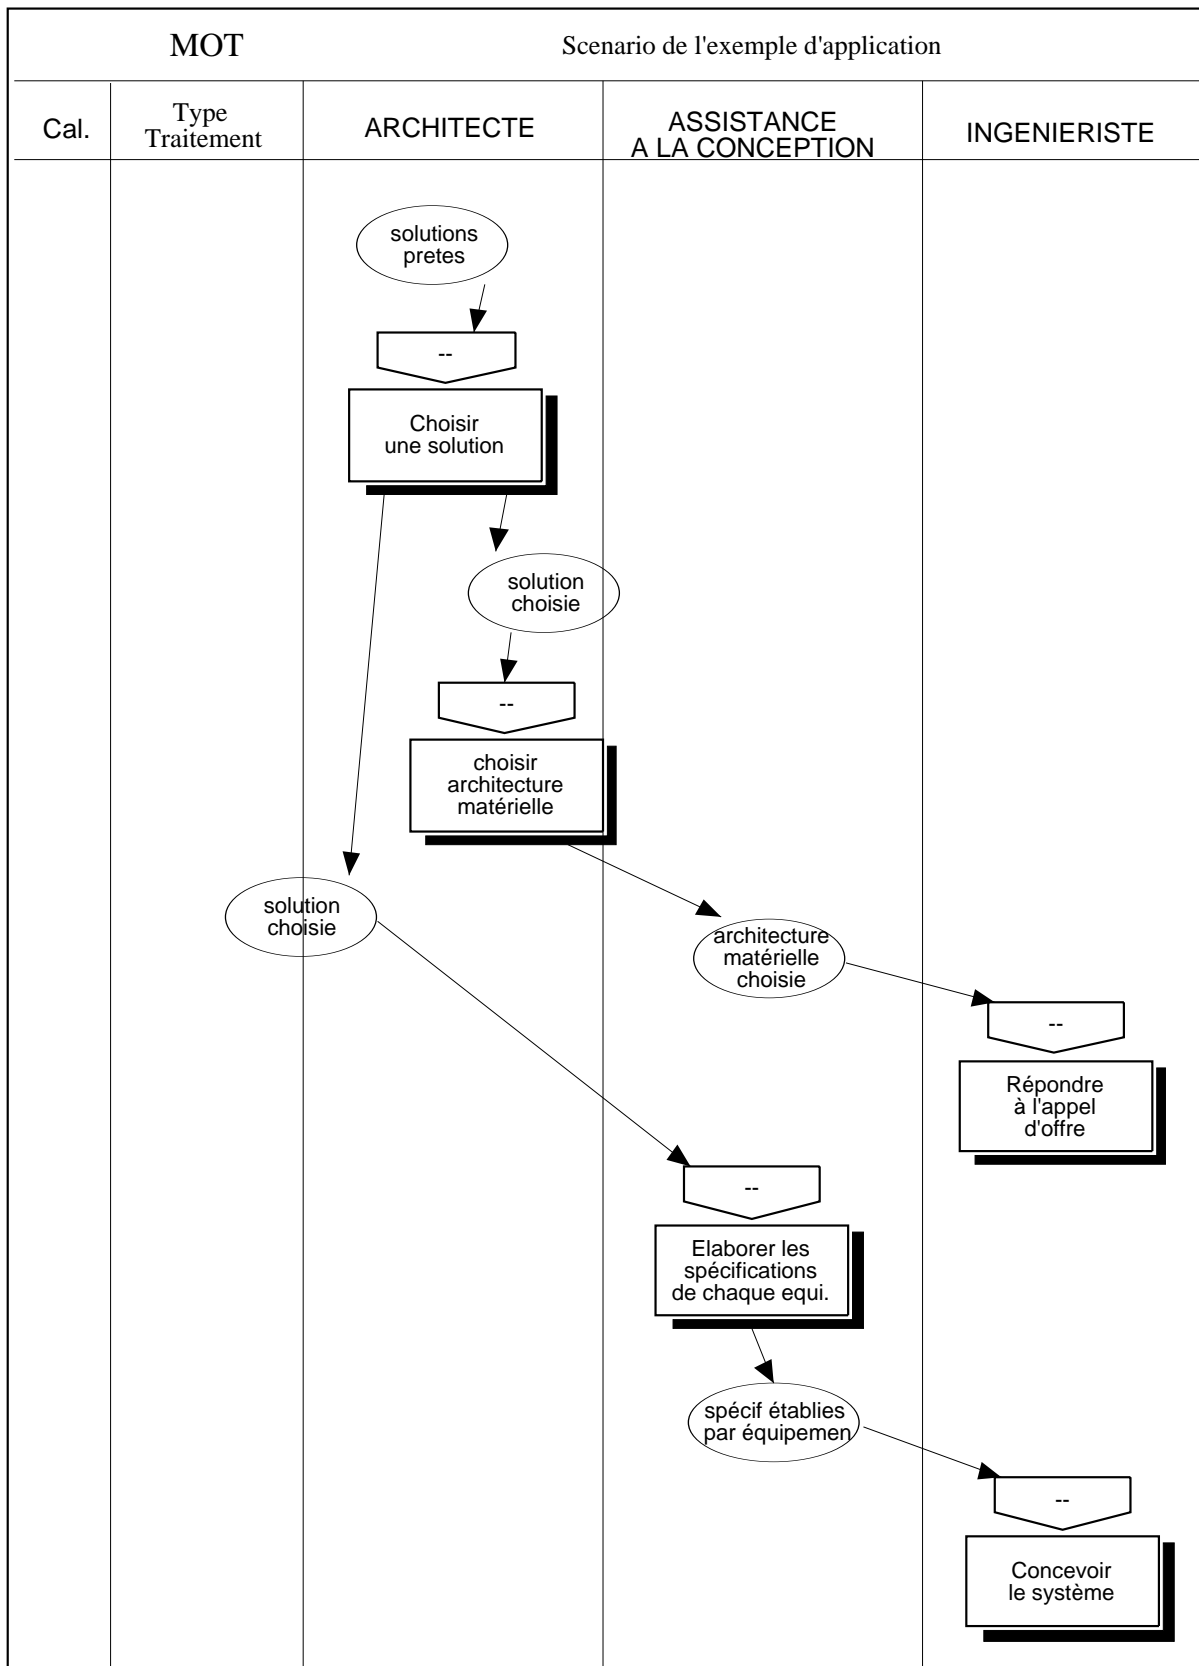 MOT
Scenario de l'exemple d'application
Cal.
Type
Traitement
ARCHITECTE
ASSISTANCE
A LA CONCEPTION
INGENIERISTE
solutions
pretes
--
Choisir
une solution
solution
choisie
--
choisir
architecture
matérielle
solution
choisie
architecture
matérielle
choisie
--
Répondre
à l'appel
d'offre
--
Elaborer les
spécifications
de chaque equi.
spécif établies
par équipemen
--
Concevoir
le système